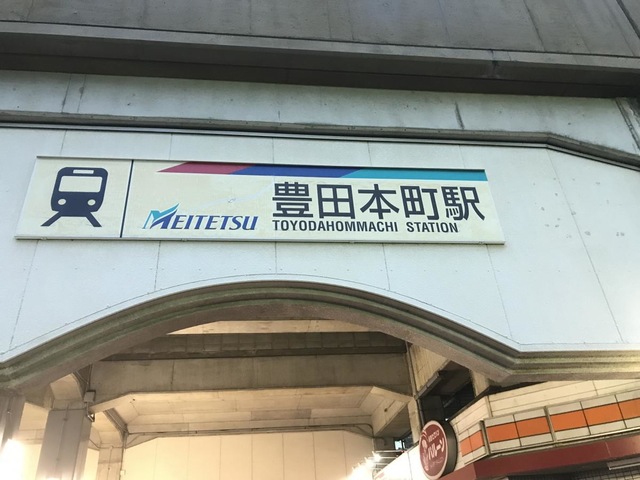 豊田本町駅
MEITETSU
TOYODAHOMMACHI STATION